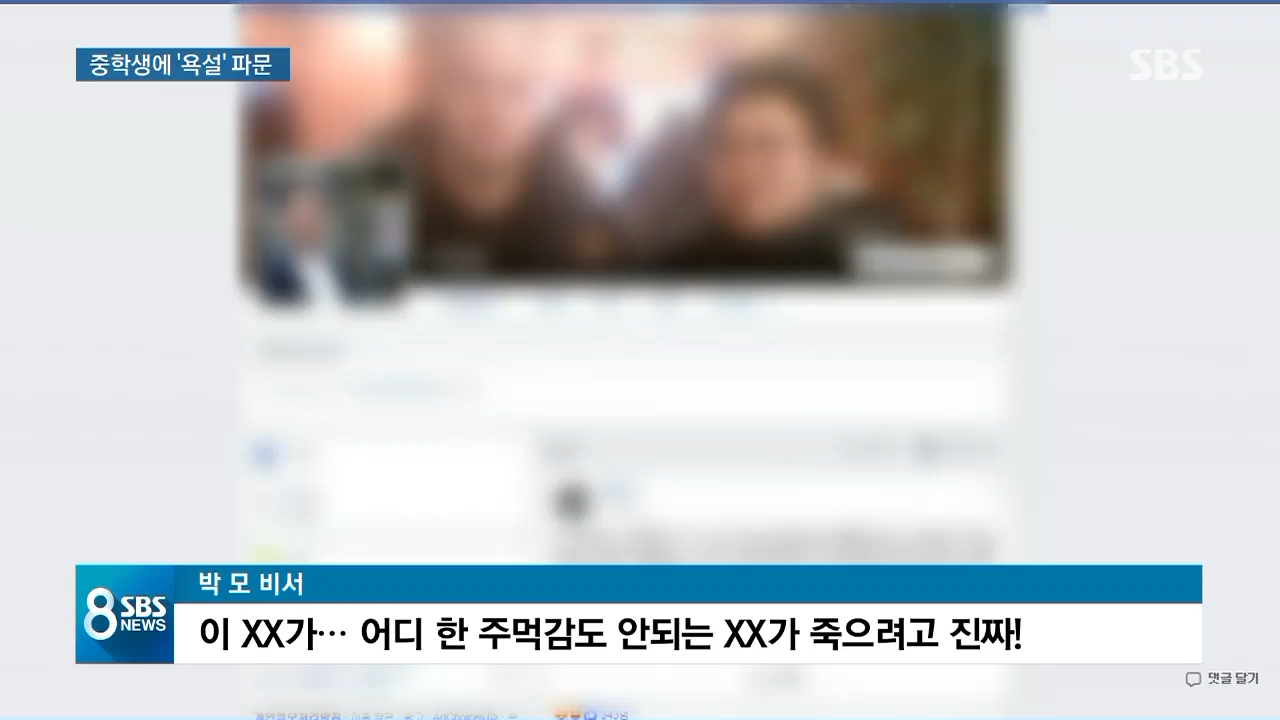 중학생에 '욕설' 파문
SBS
박 모 비서
8 SBS NEWS
이 XX가… 어디 한 주먹감도 안되는 XX가 죽으려고 진짜!
댓글 달기